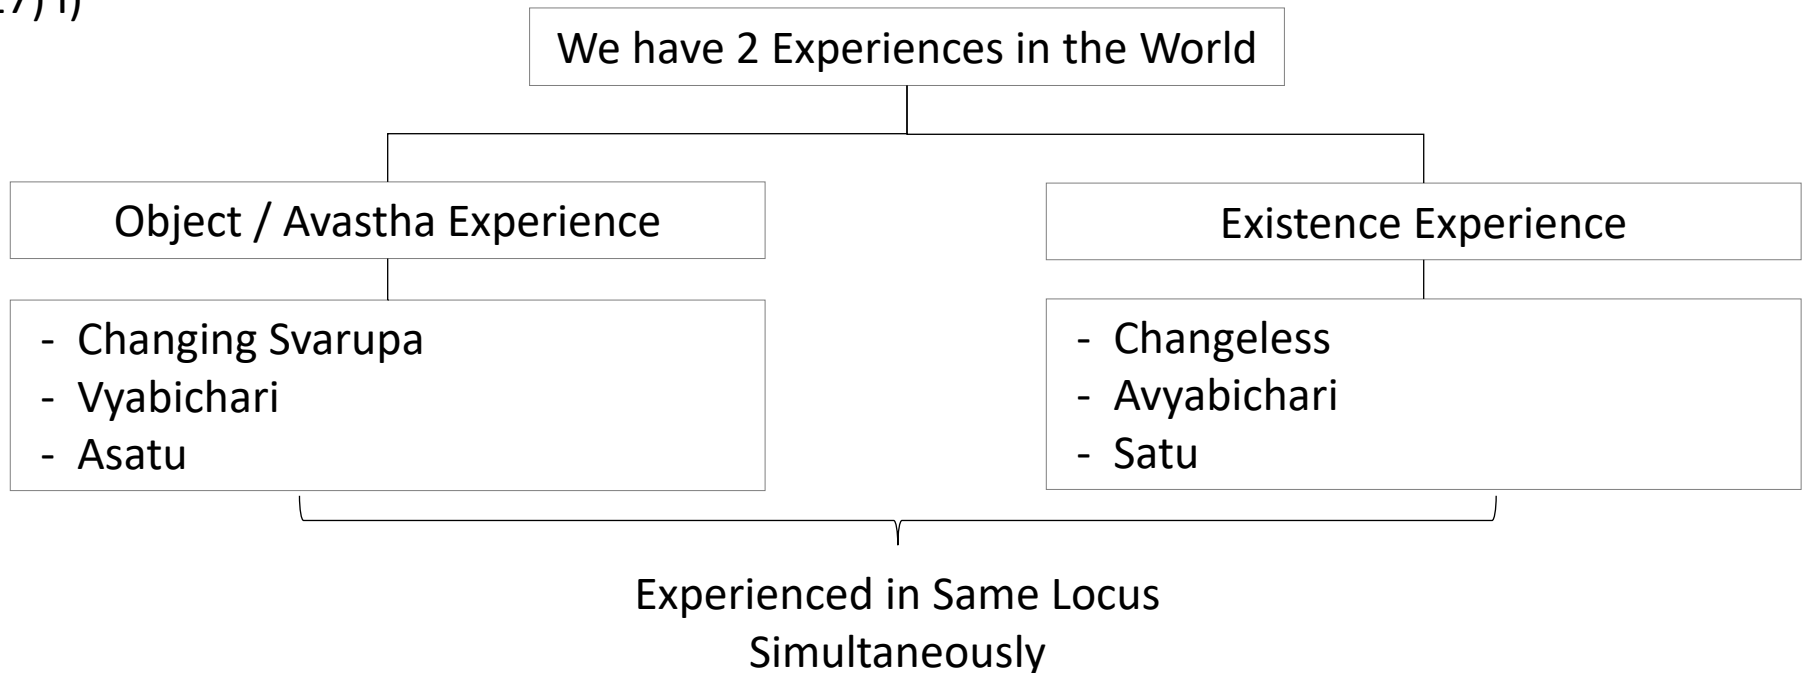 7) i)
We have 2 Experiences in the World
Object / Avastha Experience
Existence Experience
- Changing Svarupa
- Vyabichari
- Asatu
- Changeless
- Avyabichari
- Satu
Experienced in Same Locus
Simultaneously